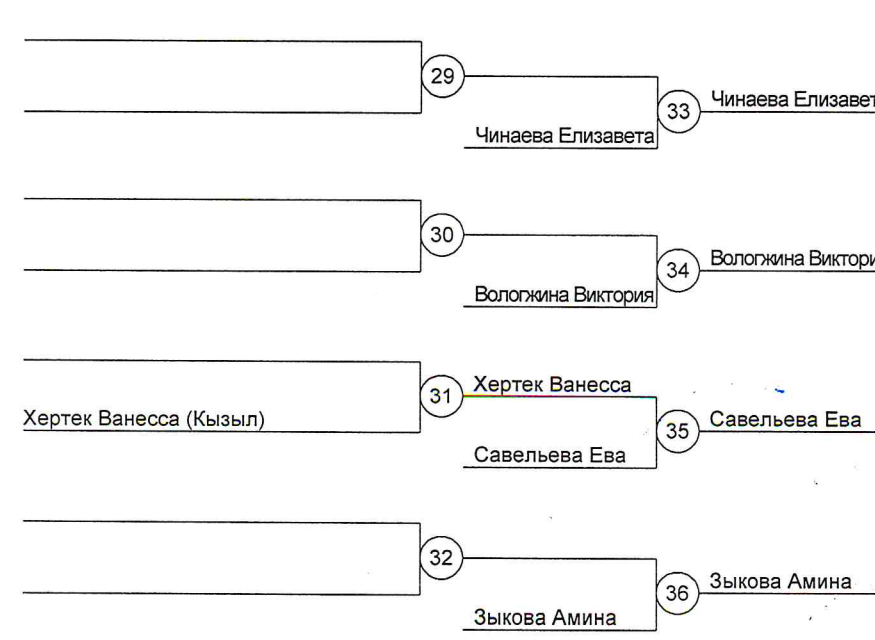 29
33
Чинаева Елизавет
Чинаева Елизавета
30
34
Вологжина Виктори
Вологжина Виктория
31
Хертек Ванесса
Хертек Ванесса (Кызыл)
35
Савельева Ева
Савельева Ева
32
36
Зыкова Амина
Зыкова Амина